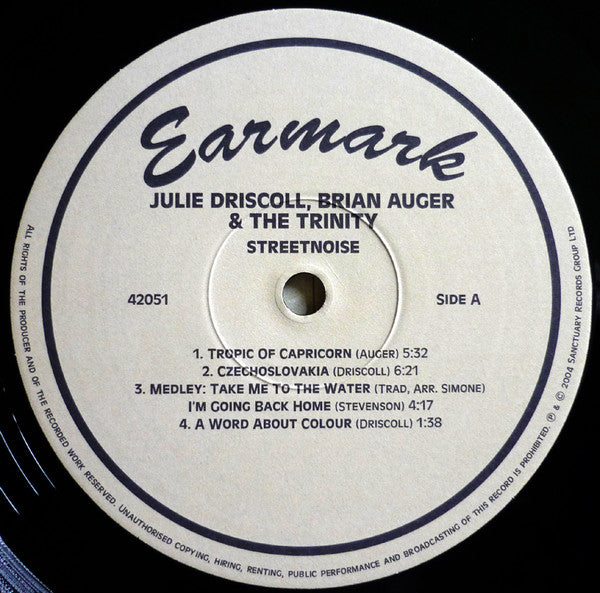 Earmark
JULIE DRISCOLL, BRIAN AUGER
& THE TRINITY
STREETNOISE
42051
SIDE A
1. TROPIC OF CAPRICORN (AUGER) 5:32
2. CZECHOSLOVAKIA (DRISCOLL) 6:21
3. MEDLEY: TAKE ME TO THE WATER (TRAD, ARR. SIMONE)
I'M GOING BACK HOME (STEVENSON) 4:17
4. A WORD ABOUT COLOUR (DRISCOLL) 1:38
ALL RIGHTS OF THE PRODUCER AND OF THE RECORDED WORK RESERVED. UNAUTHORISED COPYING, HIRING, RENTING, PUBLIC PERFORMANCE AND BROADCASTING OF THIS RECORD IS PROHIBITED. ℗ & © 2004 SANCTUARY RECORDS GROUP LTD